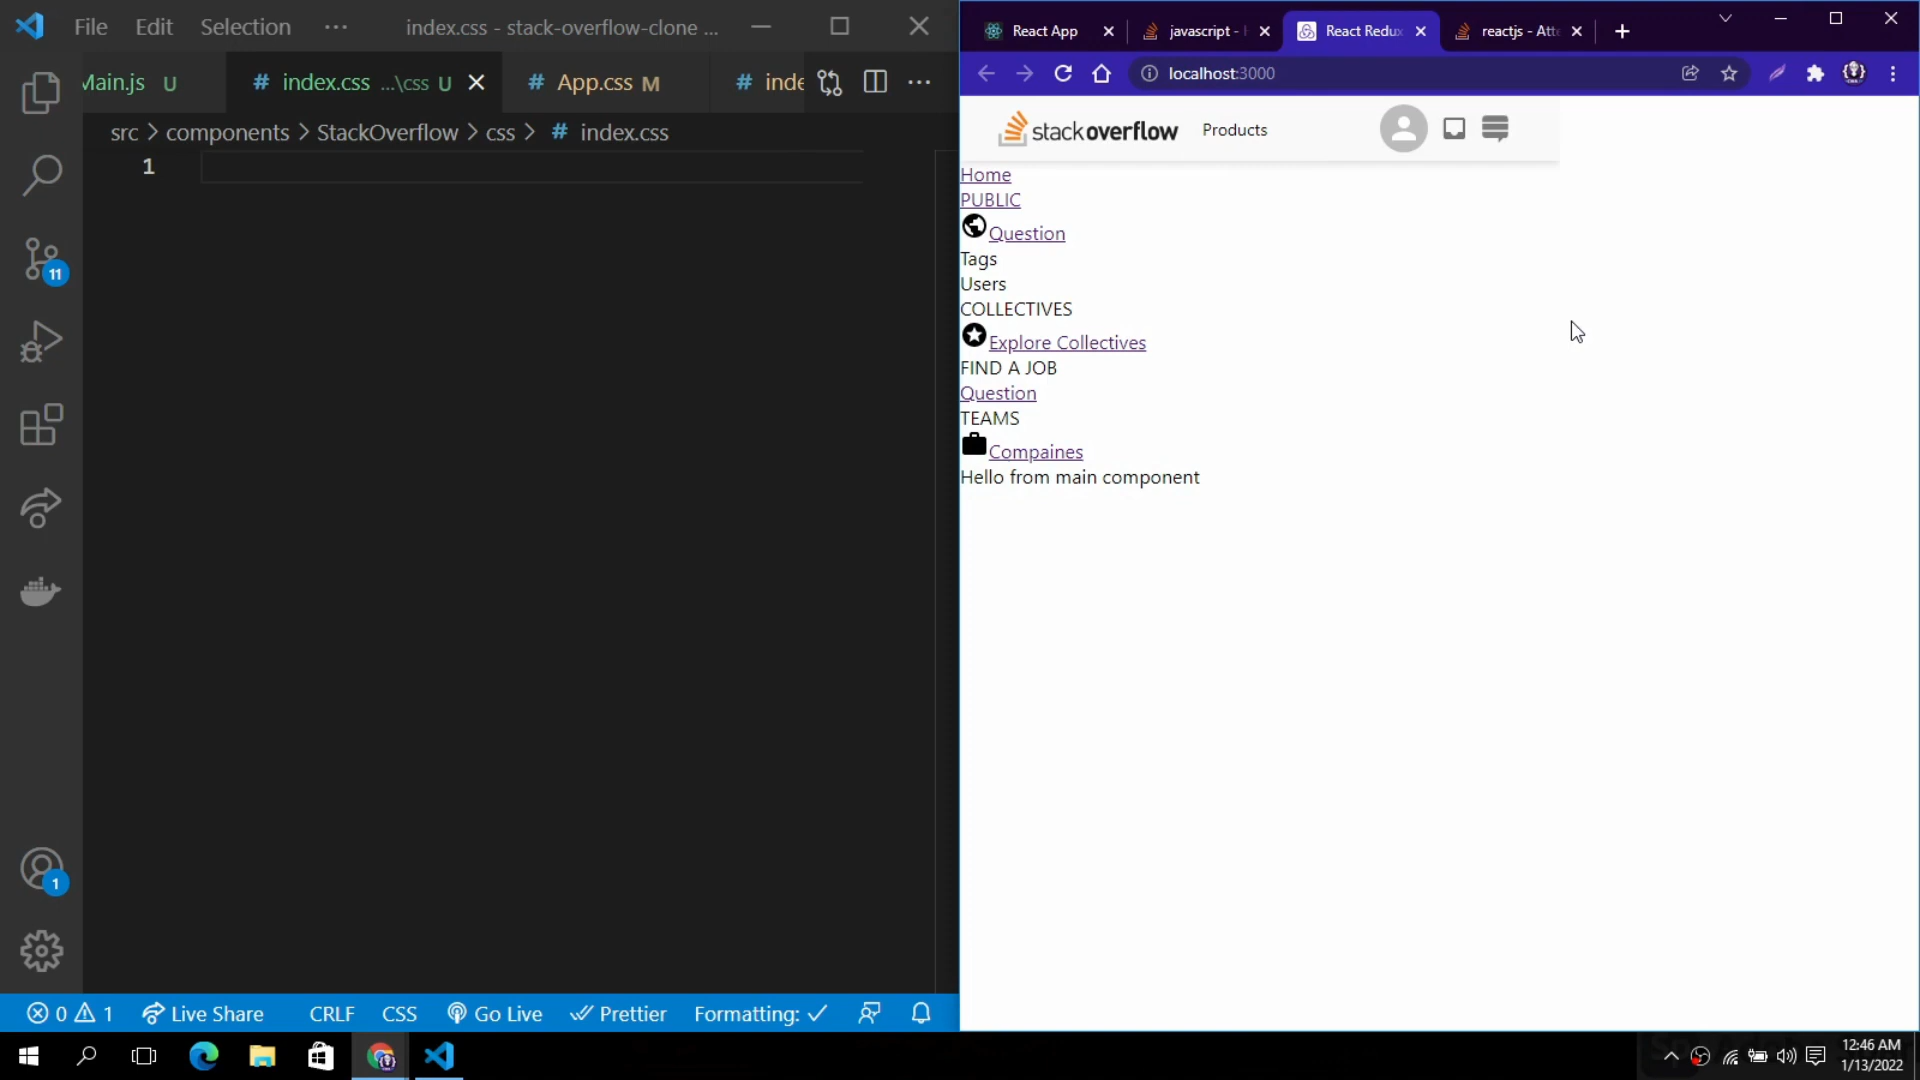 File Edit Selection ··· index.css - stack-overflow-clone ...
Main.js U # index.css ...\css U # App.css M # inde
src > components > StackOverflow > css > # index.css
1
11
1
0 1 Live Share CRLF CSS Go Live Prettier Formatting: ✓
React App javascript - React Redux reactjs - Atte
localhost:3000
stackoverflow Products
Home
PUBLIC
Question
Tags
Users
COLLECTIVES
Explore Collectives
FIND A JOB
Question
TEAMS
Compaines
Hello from main component
12:46 AM
1/13/2022